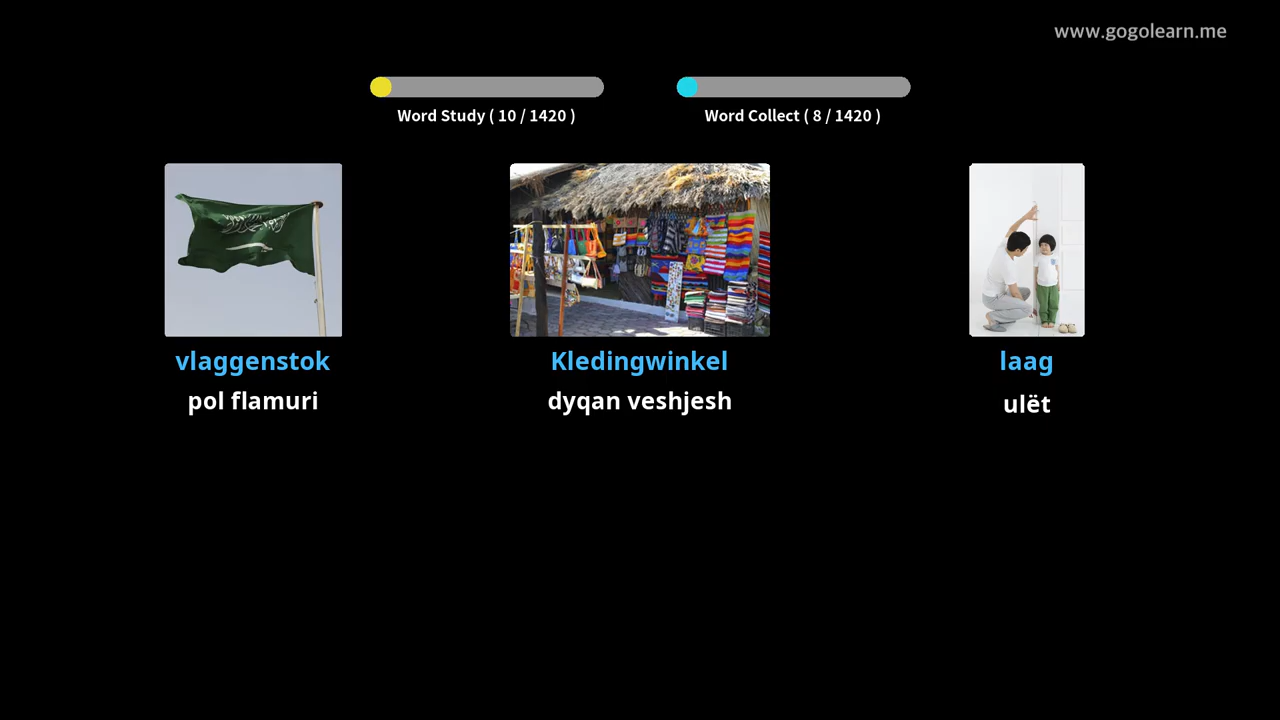 www.gogolearn.me
Word Study ( 10 / 1420 )
Word Collect ( 8 / 1420 )
vlaggenstok
Kledingwinkel
laag
pol flamuri
dyqan veshjesh
ulët